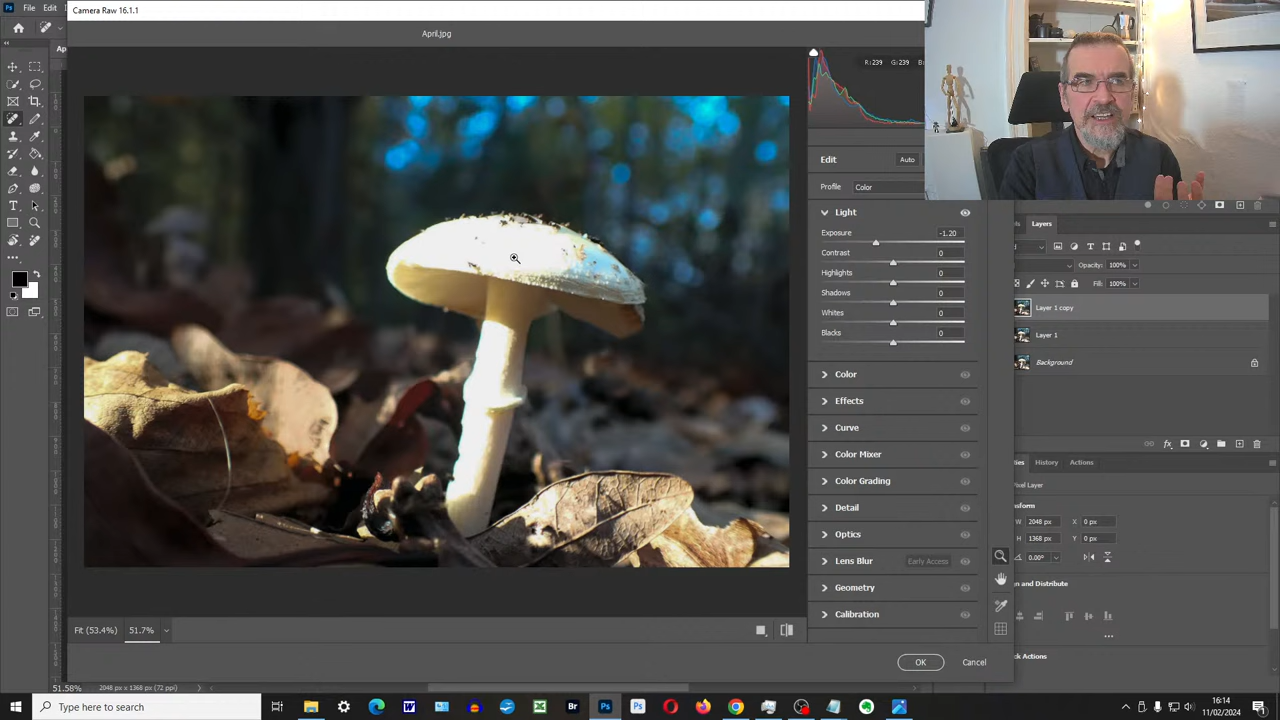 File Edit
Camera Raw 16.1.1
April.jpg
Ap
R:239 G:239
Edit Auto
Profile Color
Light
Exposure -1.20
Contrast 0
Highlights 0
Shadows 0
Whites 0
Blacks 0
Color
Effects
Curve
Color Mixer
Color Grading
Detail
Optics
Lens Blur Early Access
Geometry
Calibration
Fit (53.4%) 51.7%
OK Cancel
Layers
Opacity: 100%
Fill: 100%
Layer 1 copy
Layer 1
Background
ties History Actions
Pixel Layer
nsform
W 2048 px X 0 px
H 1368 px Y 0 px
0.00°
n and Distribute
ck Actions
51.58% 2048 px x 1368 px (72 ppi)
Type here to search
16:14
11/02/2024